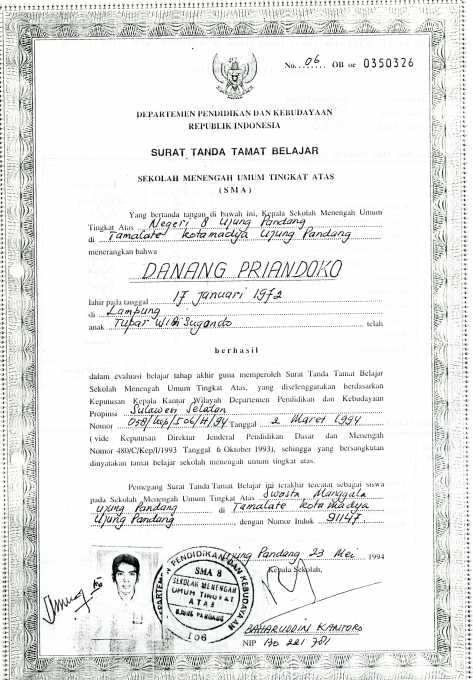 No. 06 OB oe 0350326
DEPARTEMEN PENDIDIKAN DAN KEBUDAYAAN
REPUBLIK INDONESIA
SURAT TANDA TAMAT BELAJAR
SEKOLAH MENENGAH UMUM TINGKAT ATAS
(SMA)
Yang bertanda tangan di bawah ini, Kepala Sekolah Menengah Umum
Tingkat Atas Negeri 8 Ujung Pandang
di Tamalate kotamadya Ujung Pandang
menerangkan bahwa
DANANG PRIANDOKO
lahir pada tanggal 17 Januari 1972
di Lampung
anak Tupar Widi Sugondo telah
berhasil
dalam evaluasi belajar tahap akhir guna memperoleh Surat Tanda Tamat Belajar
Sekolah Menengah Umum Tingkat Atas, yang diselenggarakan berdasarkan
Keputusan Kepala Kantor Wilayah Departemen Pendidikan dan Kebudayaan
Propinsi Sulawesi Selatan
Nomor 058/kep/I06/H/94 Tanggal 2 Maret 1994
( vide Keputusan Direktur Jenderal Pendidikan Dasar dan Menengah
Nomor 480/C/Kep/I/1993 Tanggal 6 Oktober 1993), sehingga yang bersangkutan
dinyatakan tamat belajar sekolah menengah umum tingkat atas.
Pemegang Surat Tanda Tamat Belajar ini terakhir tercatat sebagai siswa
pada Sekolah Menengah Umum Tingkat Atas Swasta Manggala
Ujung Pandang di Tamalate kotamadya
Ujung Pandang dengan Nomor Induk 91147.
Ujung Pandang 23 Mei 1994
Kepala Sekolah,
DEPARTEMEN PENDIDIKAN DAN KEBUDAYAAN
SMA 8
SEKOLAH MENENGAH
UMUM TINGKAT
ATAS
UJUNG PANDANG
I06
BAHARUDDIN KANTORO
NIP 130 221 781